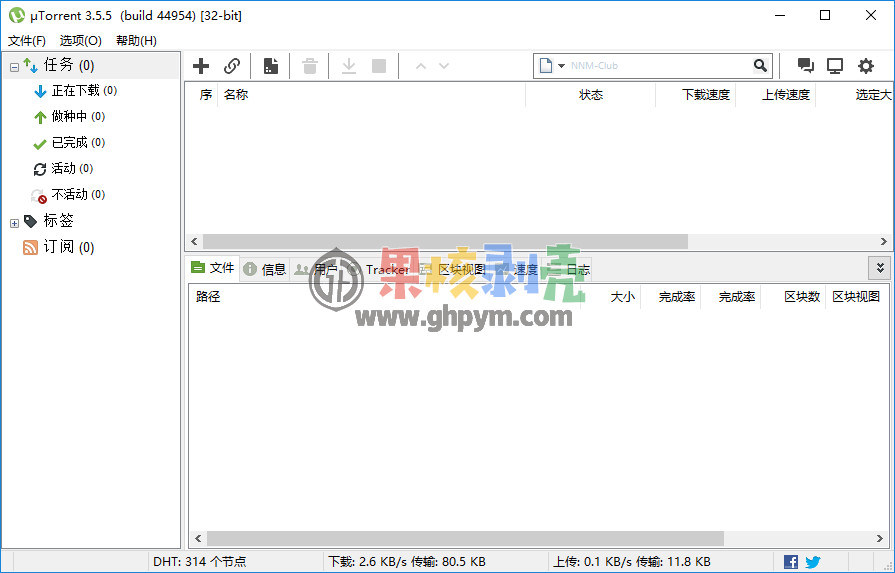 µTorrent 3.5.5 (build 44954) [32-bit]
文件(F) 选项(O) 帮助(H)
任务 (0)
正在下载 (0)
做种中 (0)
已完成 (0)
活动 (0)
不活动 (0)
标签
订阅 (0)
NNM-Club
序 名称 状态 下载速度 上传速度 选定大
文件 信息 用户 Tracker 区块视图 速度 日志
果核剥壳
www.ghpym.com
路径 大小 完成率 完成率 区块数 区块视图
DHT: 314 个节点 下载: 2.6 KB/s 传输: 80.5 KB 上传: 0.1 KB/s 传输: 11.8 KB